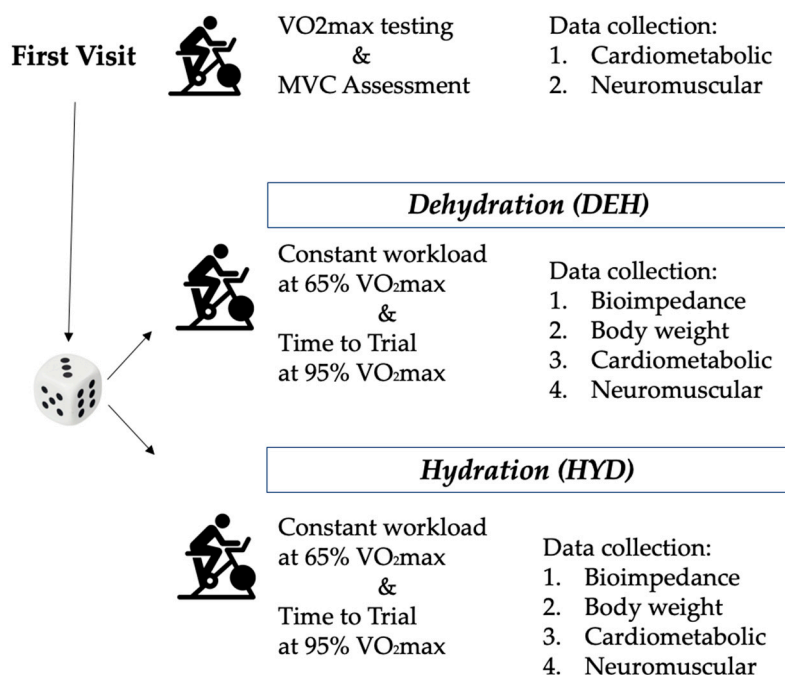 First Visit
VO2max testing
&
MVC Assessment
Data collection:
1. Cardiometabolic
2. Neuromuscular
Dehydration (DEH)
Constant workload
at 65% VO₂max
&
Time to Trial
at 95% VO₂max
Data collection:
1. Bioimpedance
2. Body weight
3. Cardiometabolic
4. Neuromuscular
Hydration (HYD)
Constant workload
at 65% VO₂max
&
Time to Trial
at 95% VO₂max
Data collection:
1. Bioimpedance
2. Body weight
3. Cardiometabolic
4. Neuromuscular